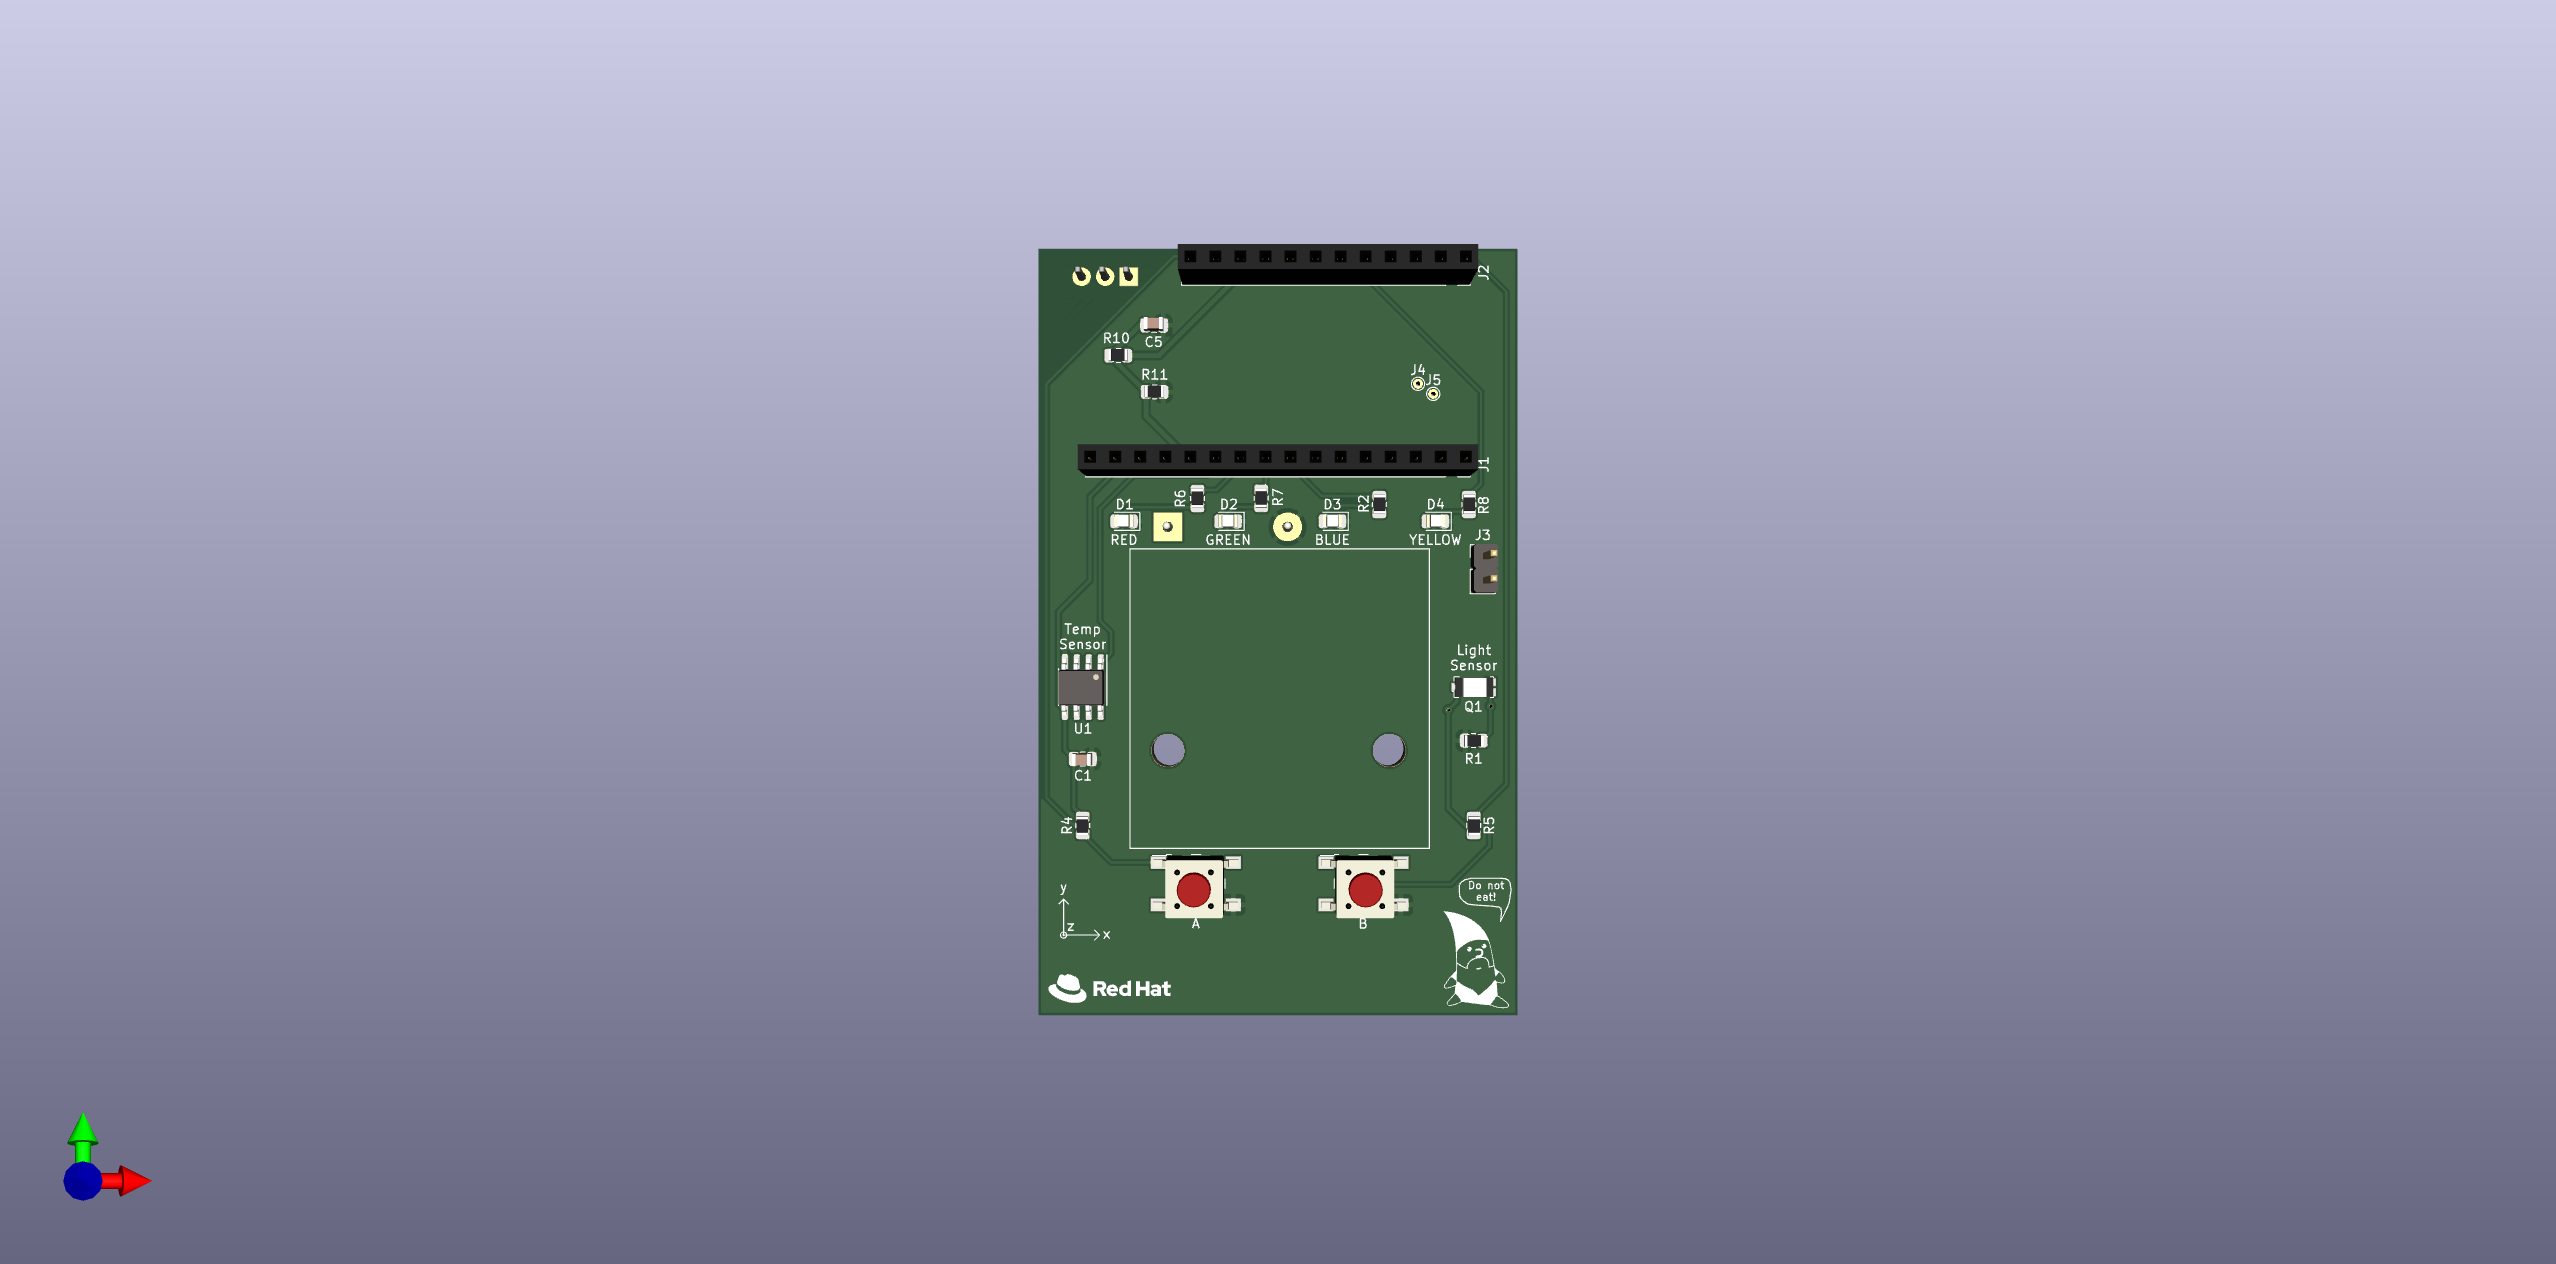 J2
C5
R10
R11
J4
J5
J1
R6
R7
R2
R8
D1
D2
D3
D4
RED
GREEN
BLUE
YELLOW
J3
Temp
Sensor
Light
Sensor
U1
Q1
C1
R1
R4
R5
A
B
y
z
x
Do not
eat!
Red Hat